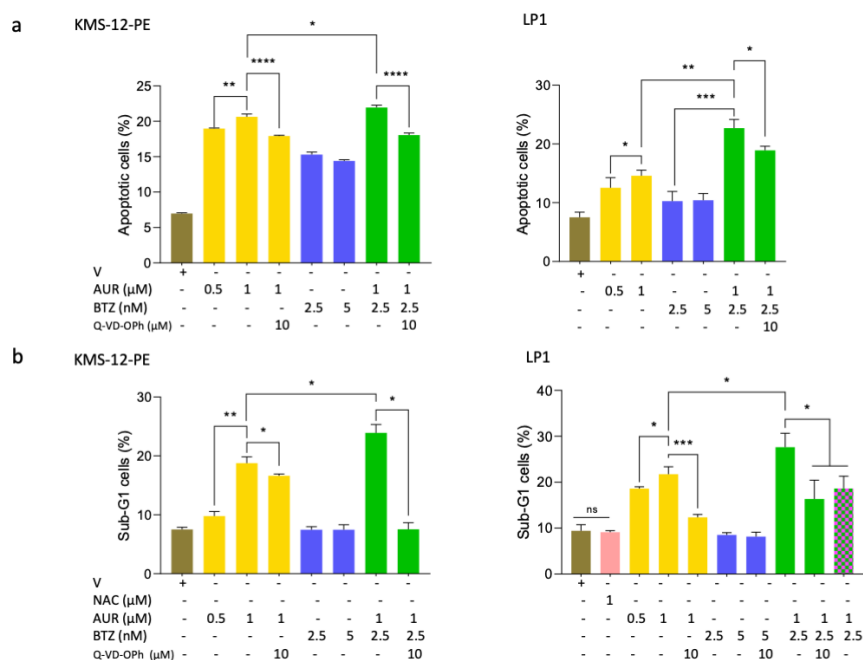 a
KMS-12-PE
LP1
*
** ****
****
Apoptotic cells (%)
25
20
15
10
5
0
V + - - - - - - -
AUR (µM) - 0.5 1 1 - - 1 1
BTZ (nM) - - - - 2.5 5 2.5 2.5
Q-VD-OPh (µM) - - - 10 - - - 10
*
**
***
*
Apoptotic cells (%)
30
20
10
0
+ - - - - - -
- 0.5 1 - - 1 1
- - - 2.5 5 2.5 2.5
- - - - - - 10
b
KMS-12-PE
LP1
*
**
*
*
Sub-G1 cells (%)
30
20
10
0
V + - - - - - - -
NAC (µM) - - - - - - - -
AUR (µM) - 0.5 1 1 - - 1 1
BTZ (nM) - - - - 2.5 5 2.5 2.5
Q-VD-OPh (µM) - - - 10 - - - 10
*
*
***
*
ns
Sub-G1 cells (%)
40
30
20
10
0
+ - - - - - - - - - -
- 1 - - - - - - - - -
- - 0.5 1 1 - - - 1 1 1
- - - - - 2.5 5 5 2.5 2.5 2.5
- - - - 10 - - 10 - 10 -